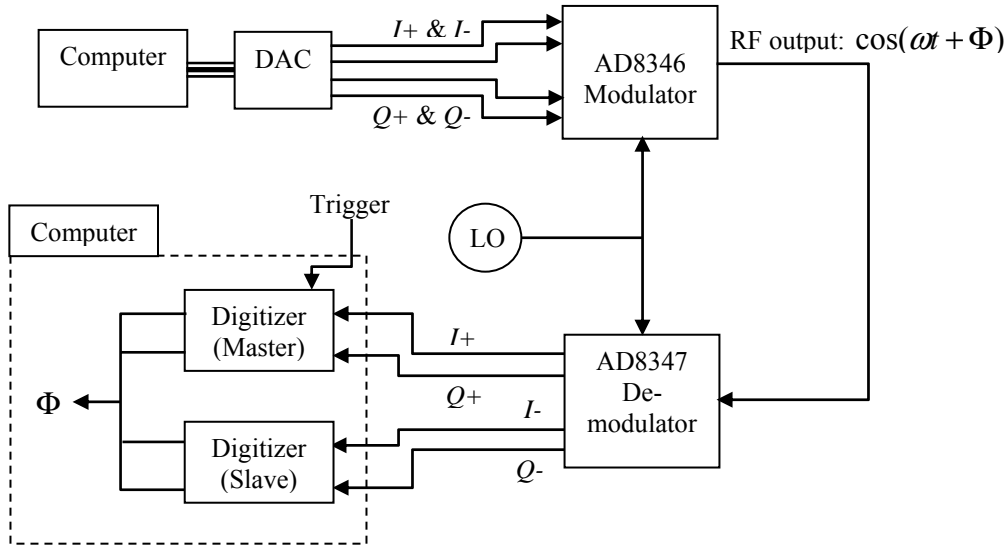 Computer
DAC
I+ & I-
Q+ & Q-
AD8346
Modulator
RF output: cos(ωt + Φ)
Trigger
Computer
LO
Digitizer
(Master)
I+
Q+
AD8347
De-
modulator
Φ
I-
Q-
Digitizer
(Slave)